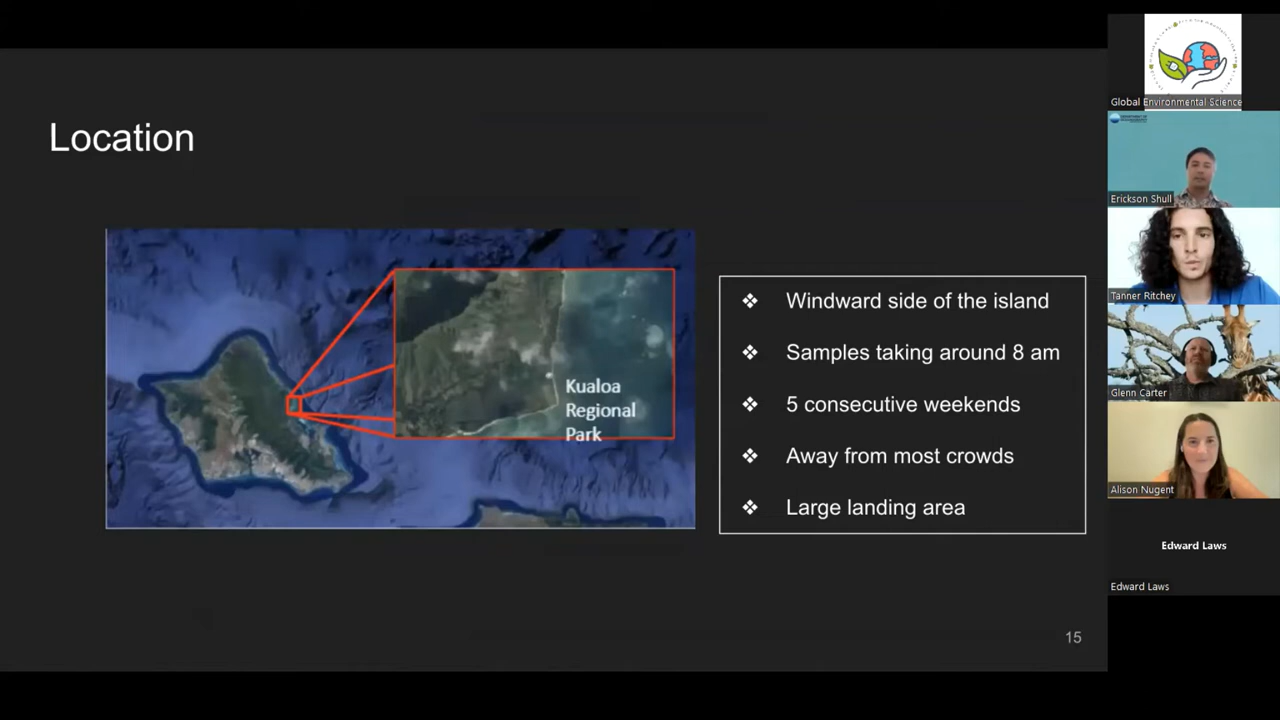 Location
Kualoa
Regional
Park
❖ Windward side of the island
❖ Samples taking around 8 am
❖ 5 consecutive weekends
❖ Away from most crowds
❖ Large landing area
15
Global Environmental Science
Erickson Shull
Tanner Ritchey
Glenn Carter
Alison Nugent
Edward Laws
Edward Laws